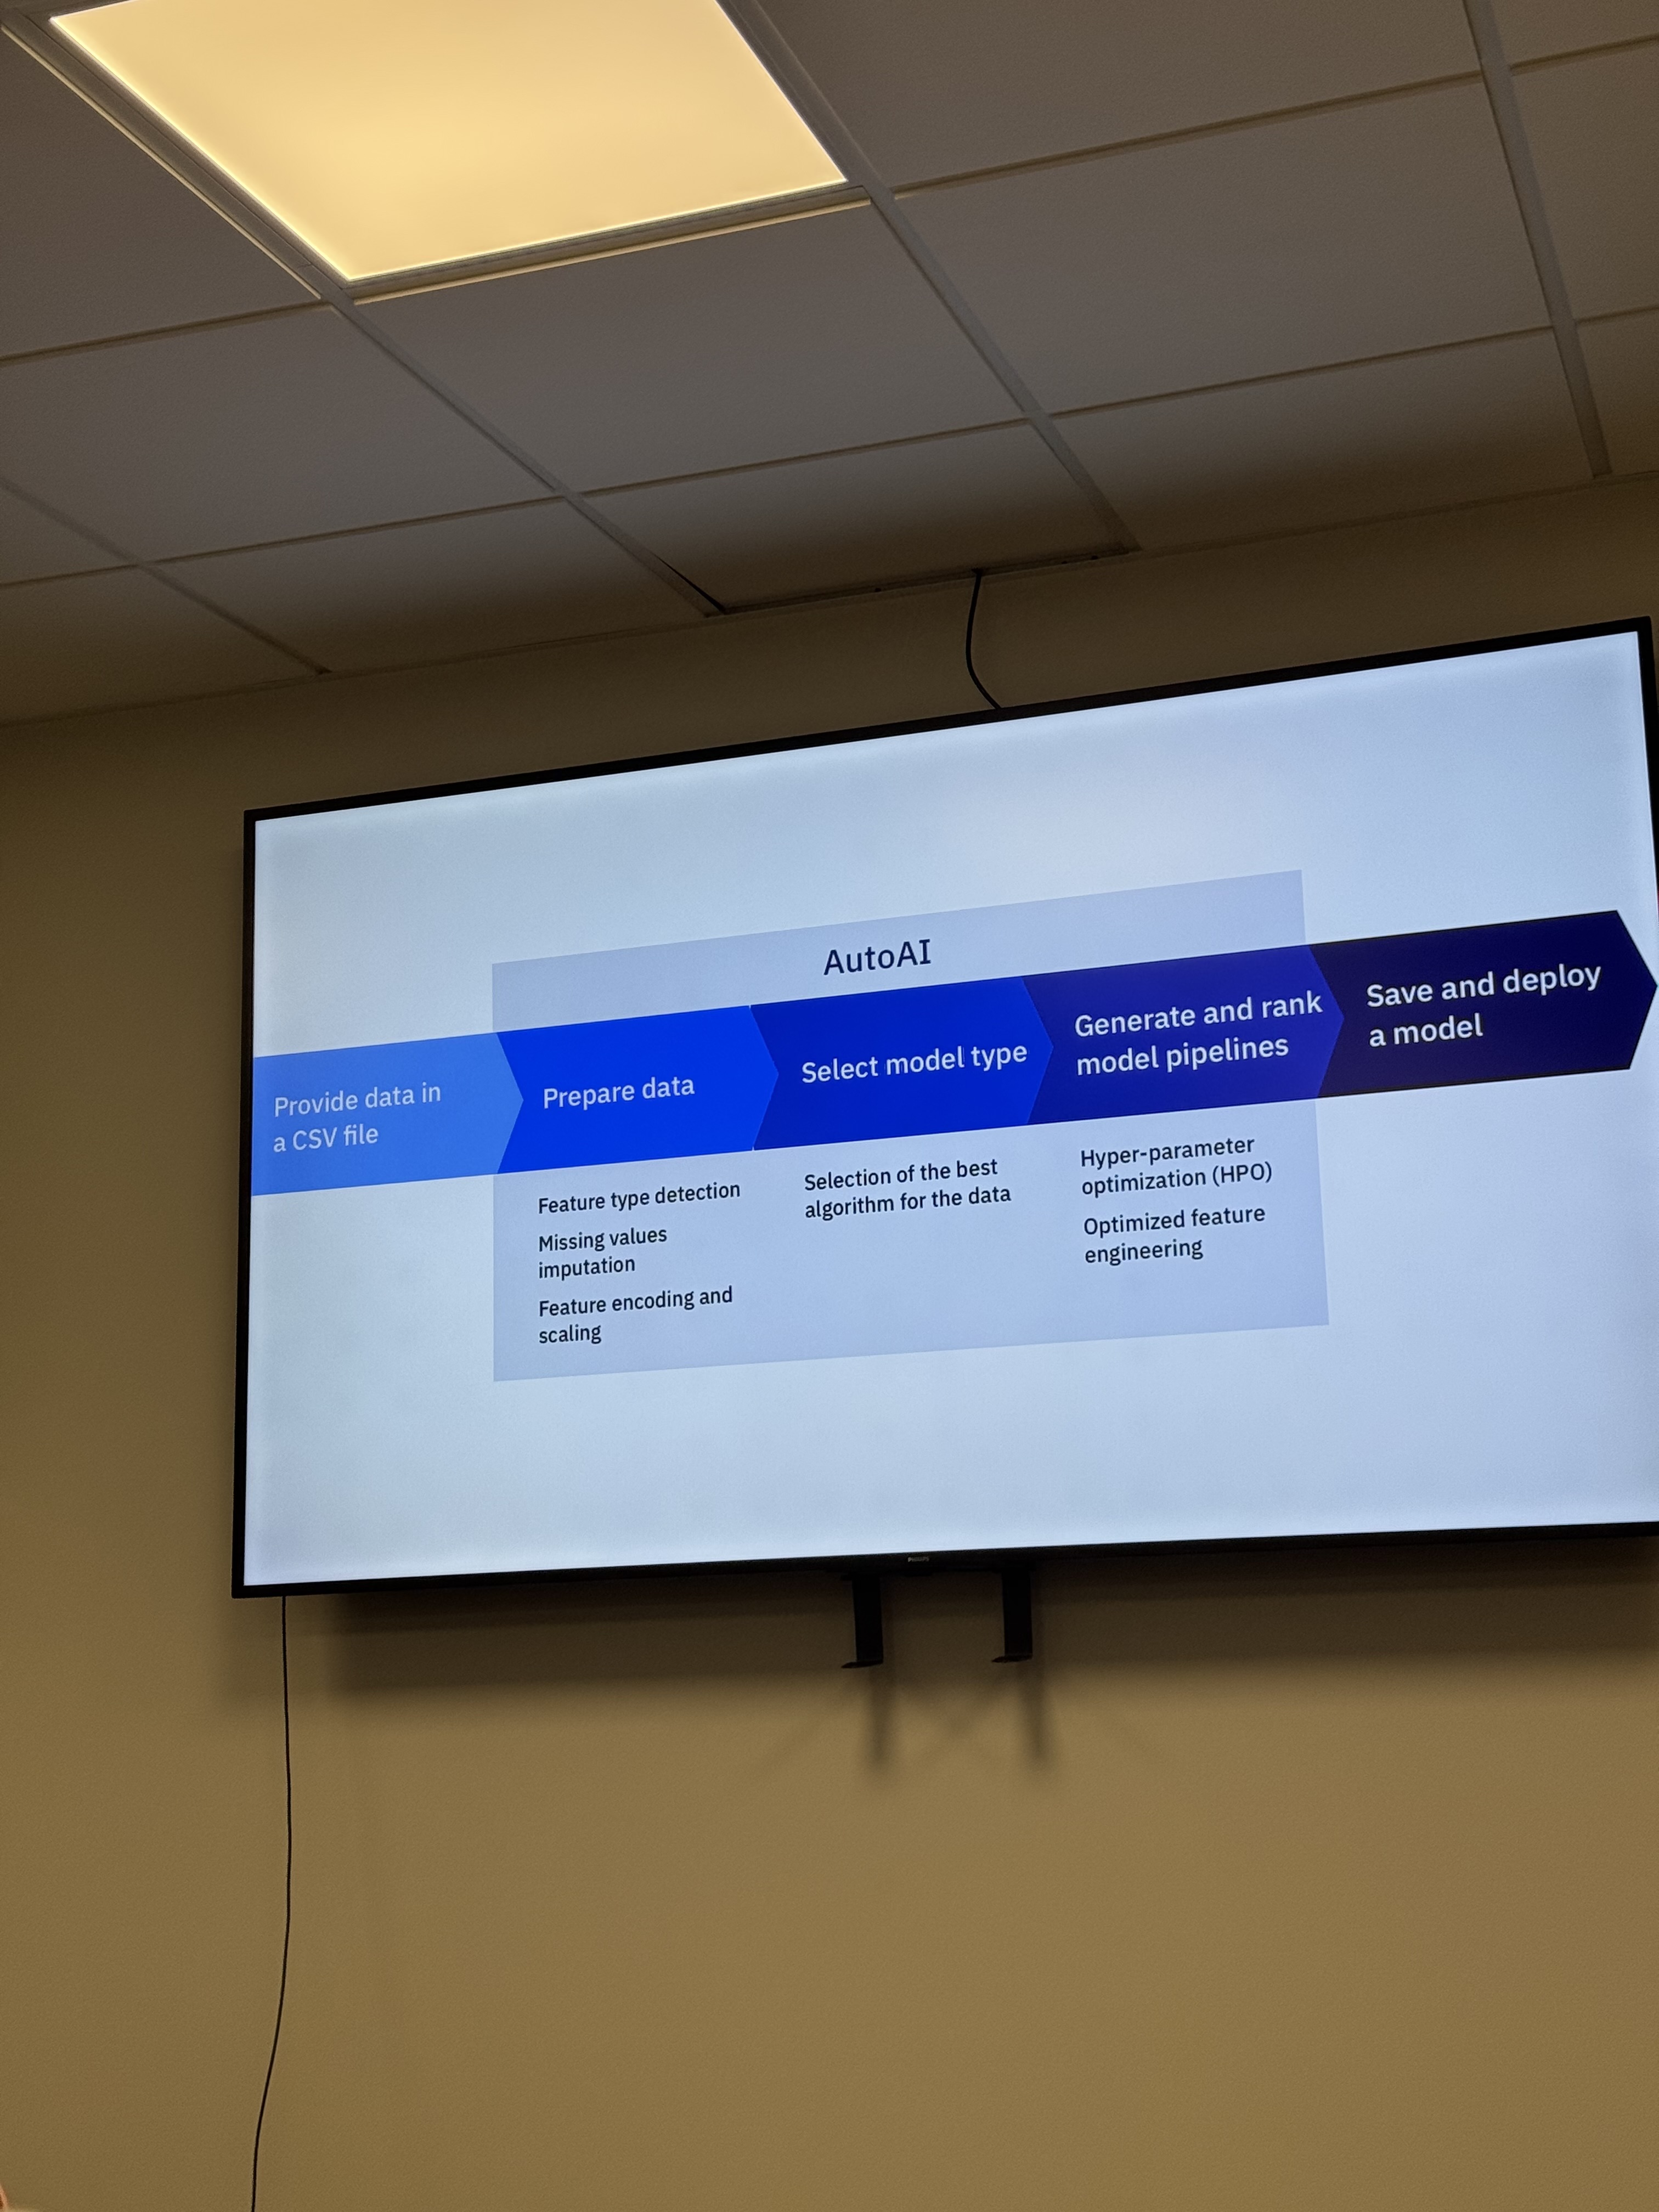 AutoAI
Provide data in
a CSV file
Prepare data
Select model type
Generate and rank
model pipelines
Save and deploy
a model
Feature type detection
Missing values
imputation
Feature encoding and
scaling
Selection of the best
algorithm for the data
Hyper-parameter
optimization (HPO)
Optimized feature
engineering
PHILIPS